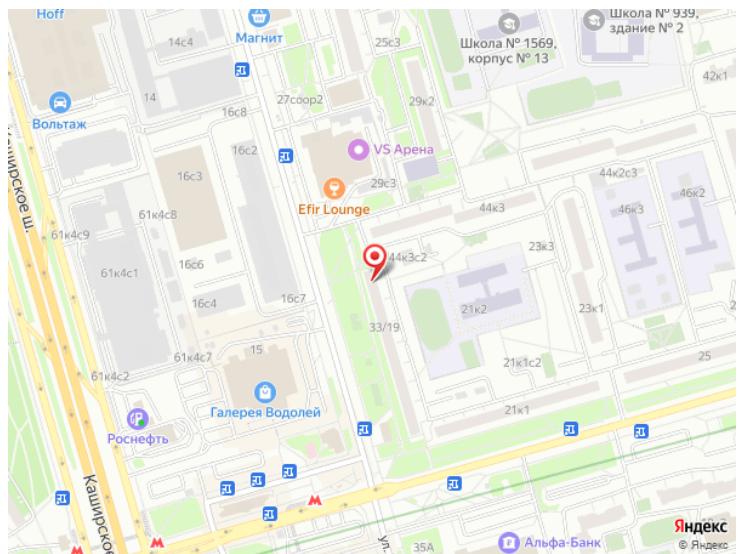 Hoff
14с4
Магнит
25с3
Школа № 1569,
корпус № 13
Школа № 939,
здание № 2
42к1
14
Вольтаж
27соор2
29к2
16с8
Каширское ш.
16с2
VS Арена
16с3
29с3
44к2с3
46к2
Efir Lounge
44к3
46к3
61к4с8
61к4с9
23к3
44к3с2
16с6
61к4с1
16с4
16с7
21к2
23к1
33/19
61к4с7
15
21к1с2
25
61к4с2
Галерея Водолей
21к1
Роснефть
Каширское
ул.
35А
Альфа-Банк
Яндекс
© Яндекс